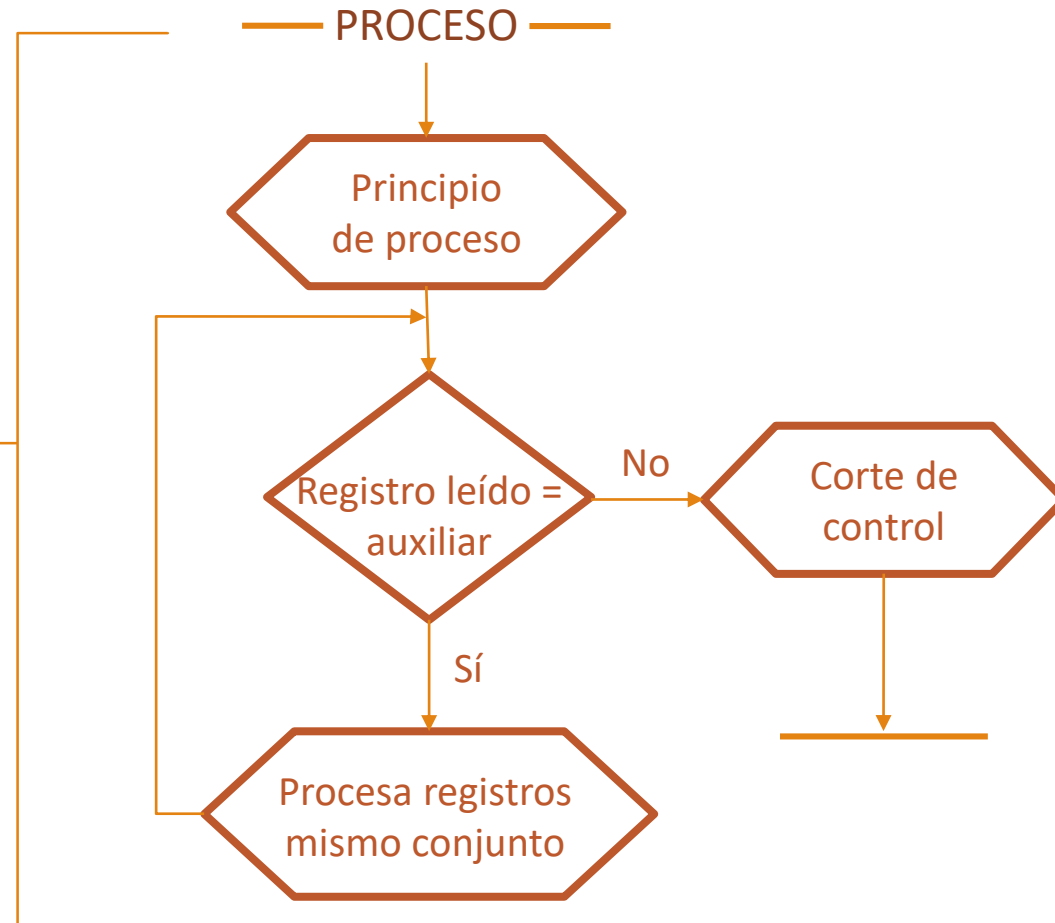 PROCESO
Principio
de proceso
Registro leído =
auxiliar
No
Corte de
control
Sí
Procesa registros
mismo conjunto